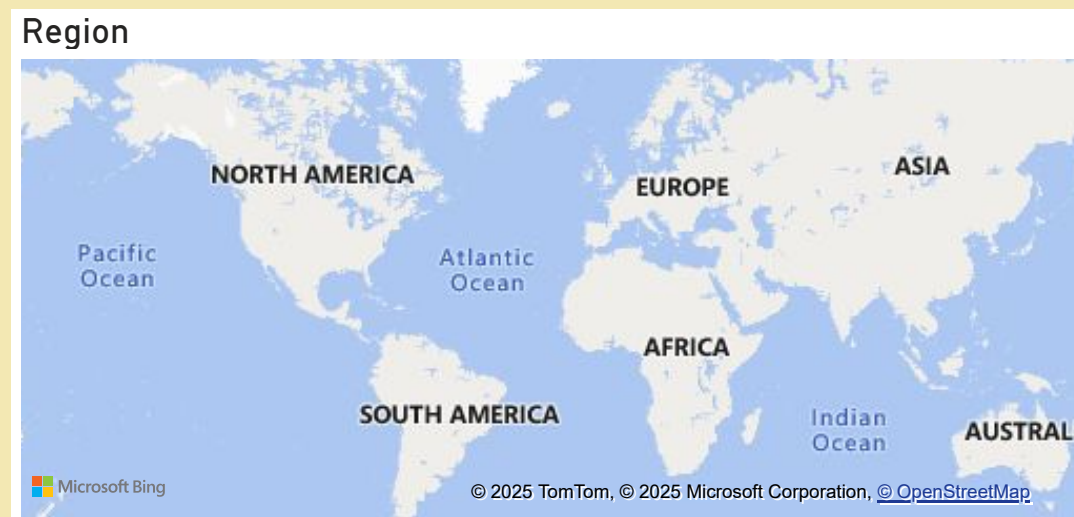 Region
NORTH AMERICA
ASIA
EUROPE
Pacific
Ocean
Atlantic
Ocean
AFRICA
SOUTH AMERICA
Indian
Ocean
AUSTRAL
Microsoft Bing
© 2025 TomTom, © 2025 Microsoft Corporation, © OpenStreetMap